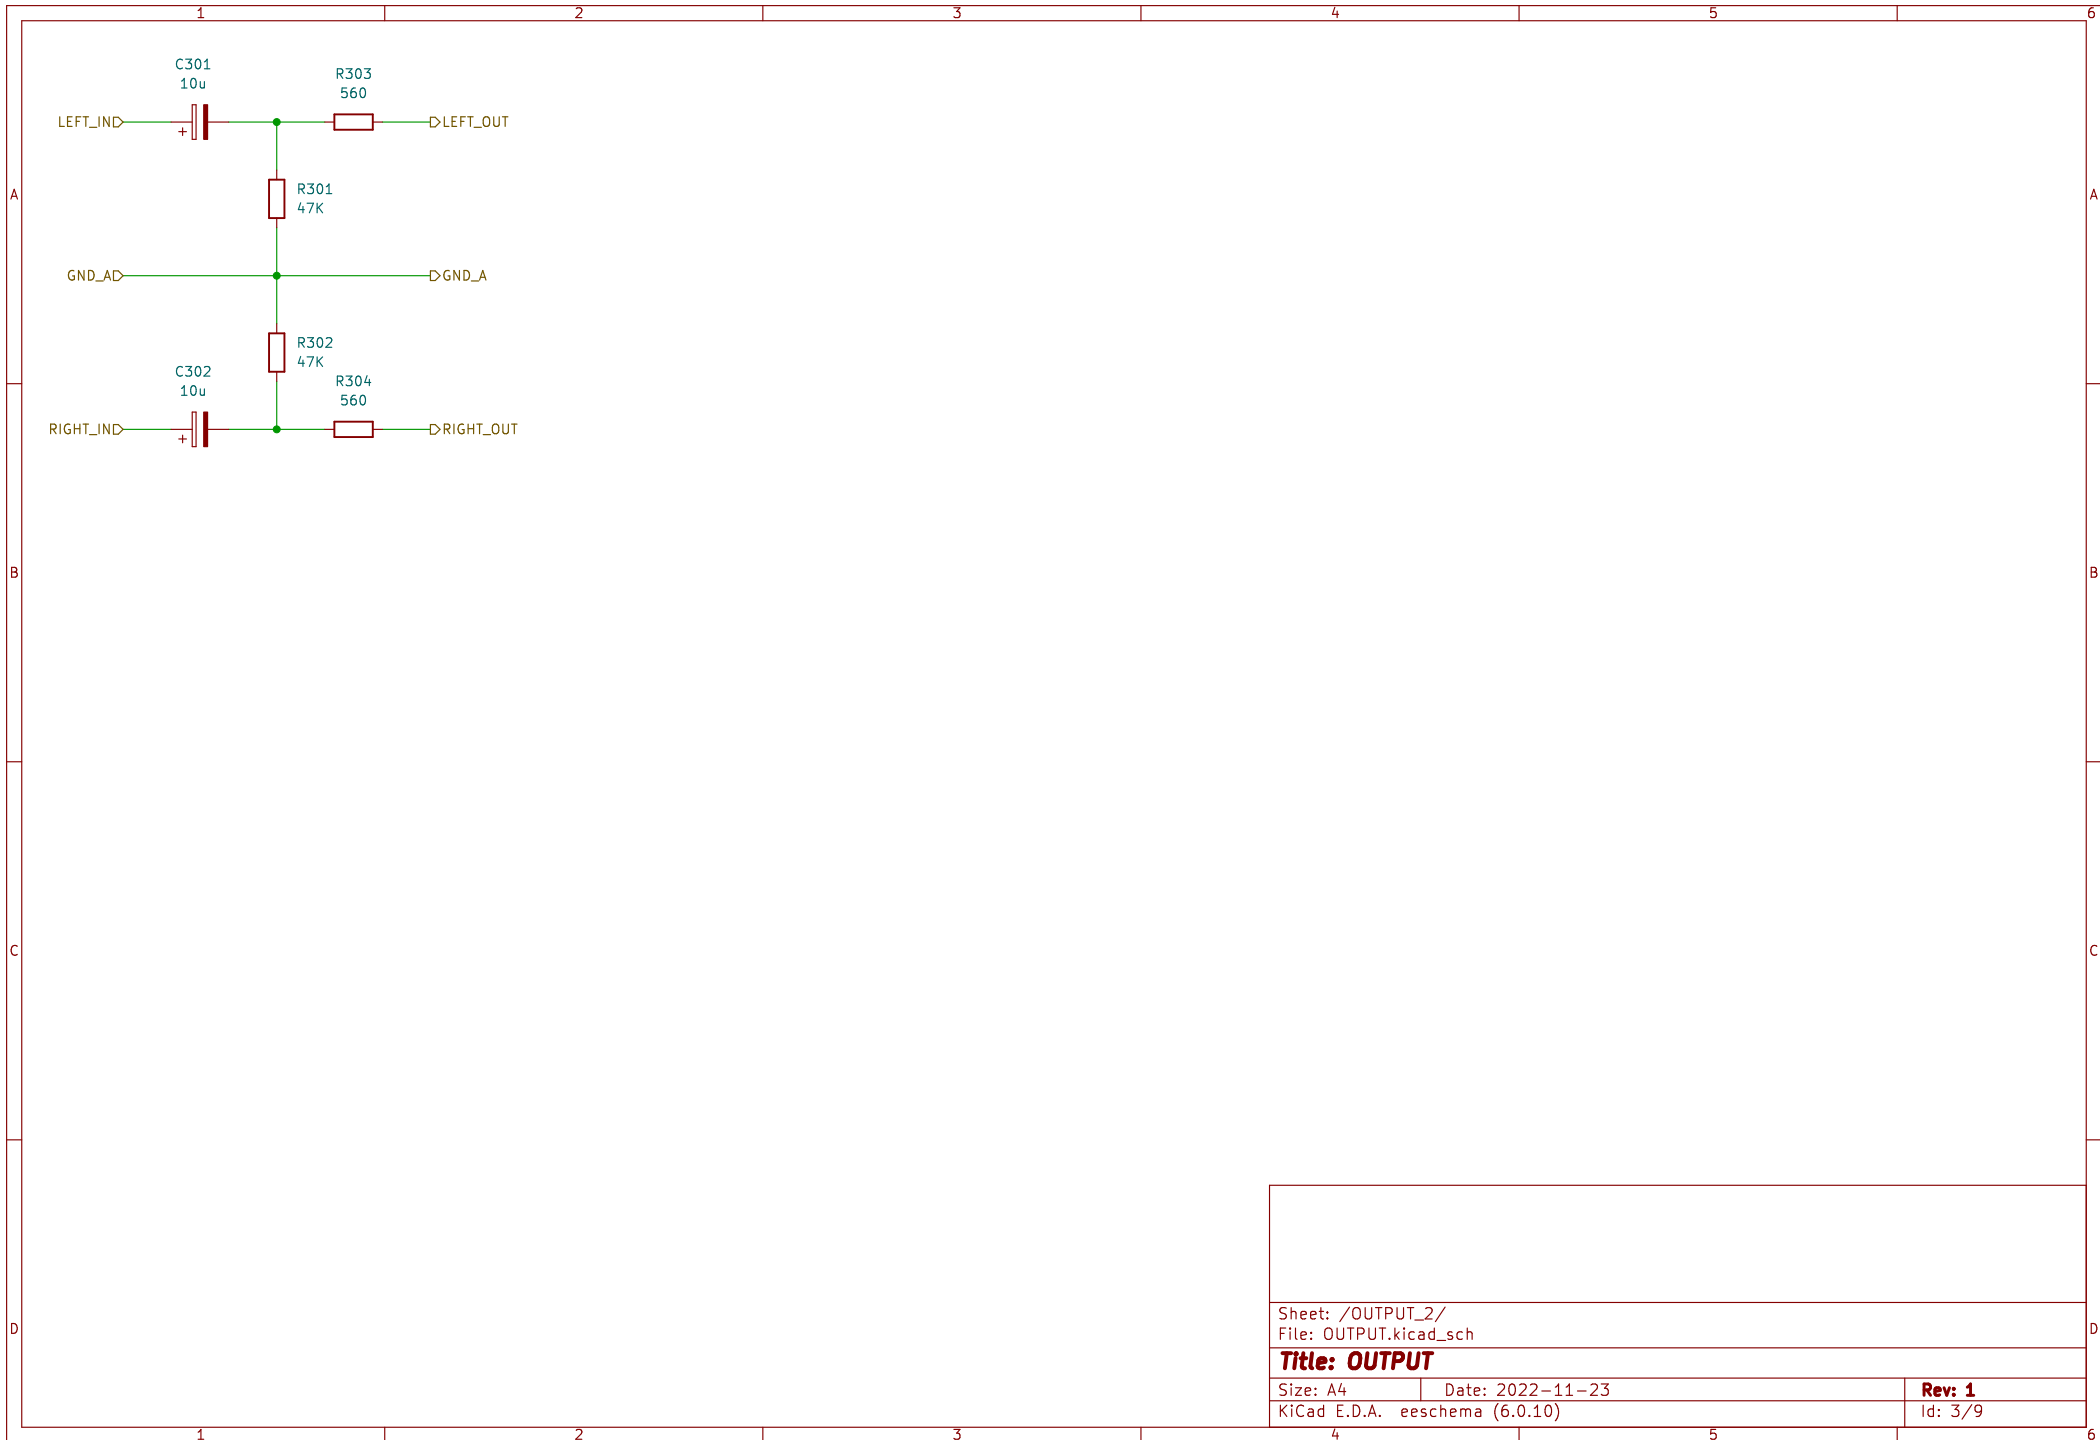 1 2 3 4 5 6
C301
10u
R303
560
LEFT_IN
+
LEFT_OUT
A
R301
47K
A
GND_A
GND_A
R302
47K
C302
10u
R304
560
RIGHT_IN
+
RIGHT_OUT
B
B
C
C
Sheet: /OUTPUT_2/
D
D
File: OUTPUT.kicad_sch
Title: OUTPUT
Size: A4
Date: 2022-11-23
Rev: 1
KiCad E.D.A. eeschema (6.0.10)
Id: 3/9
1 2 3 4 5 6